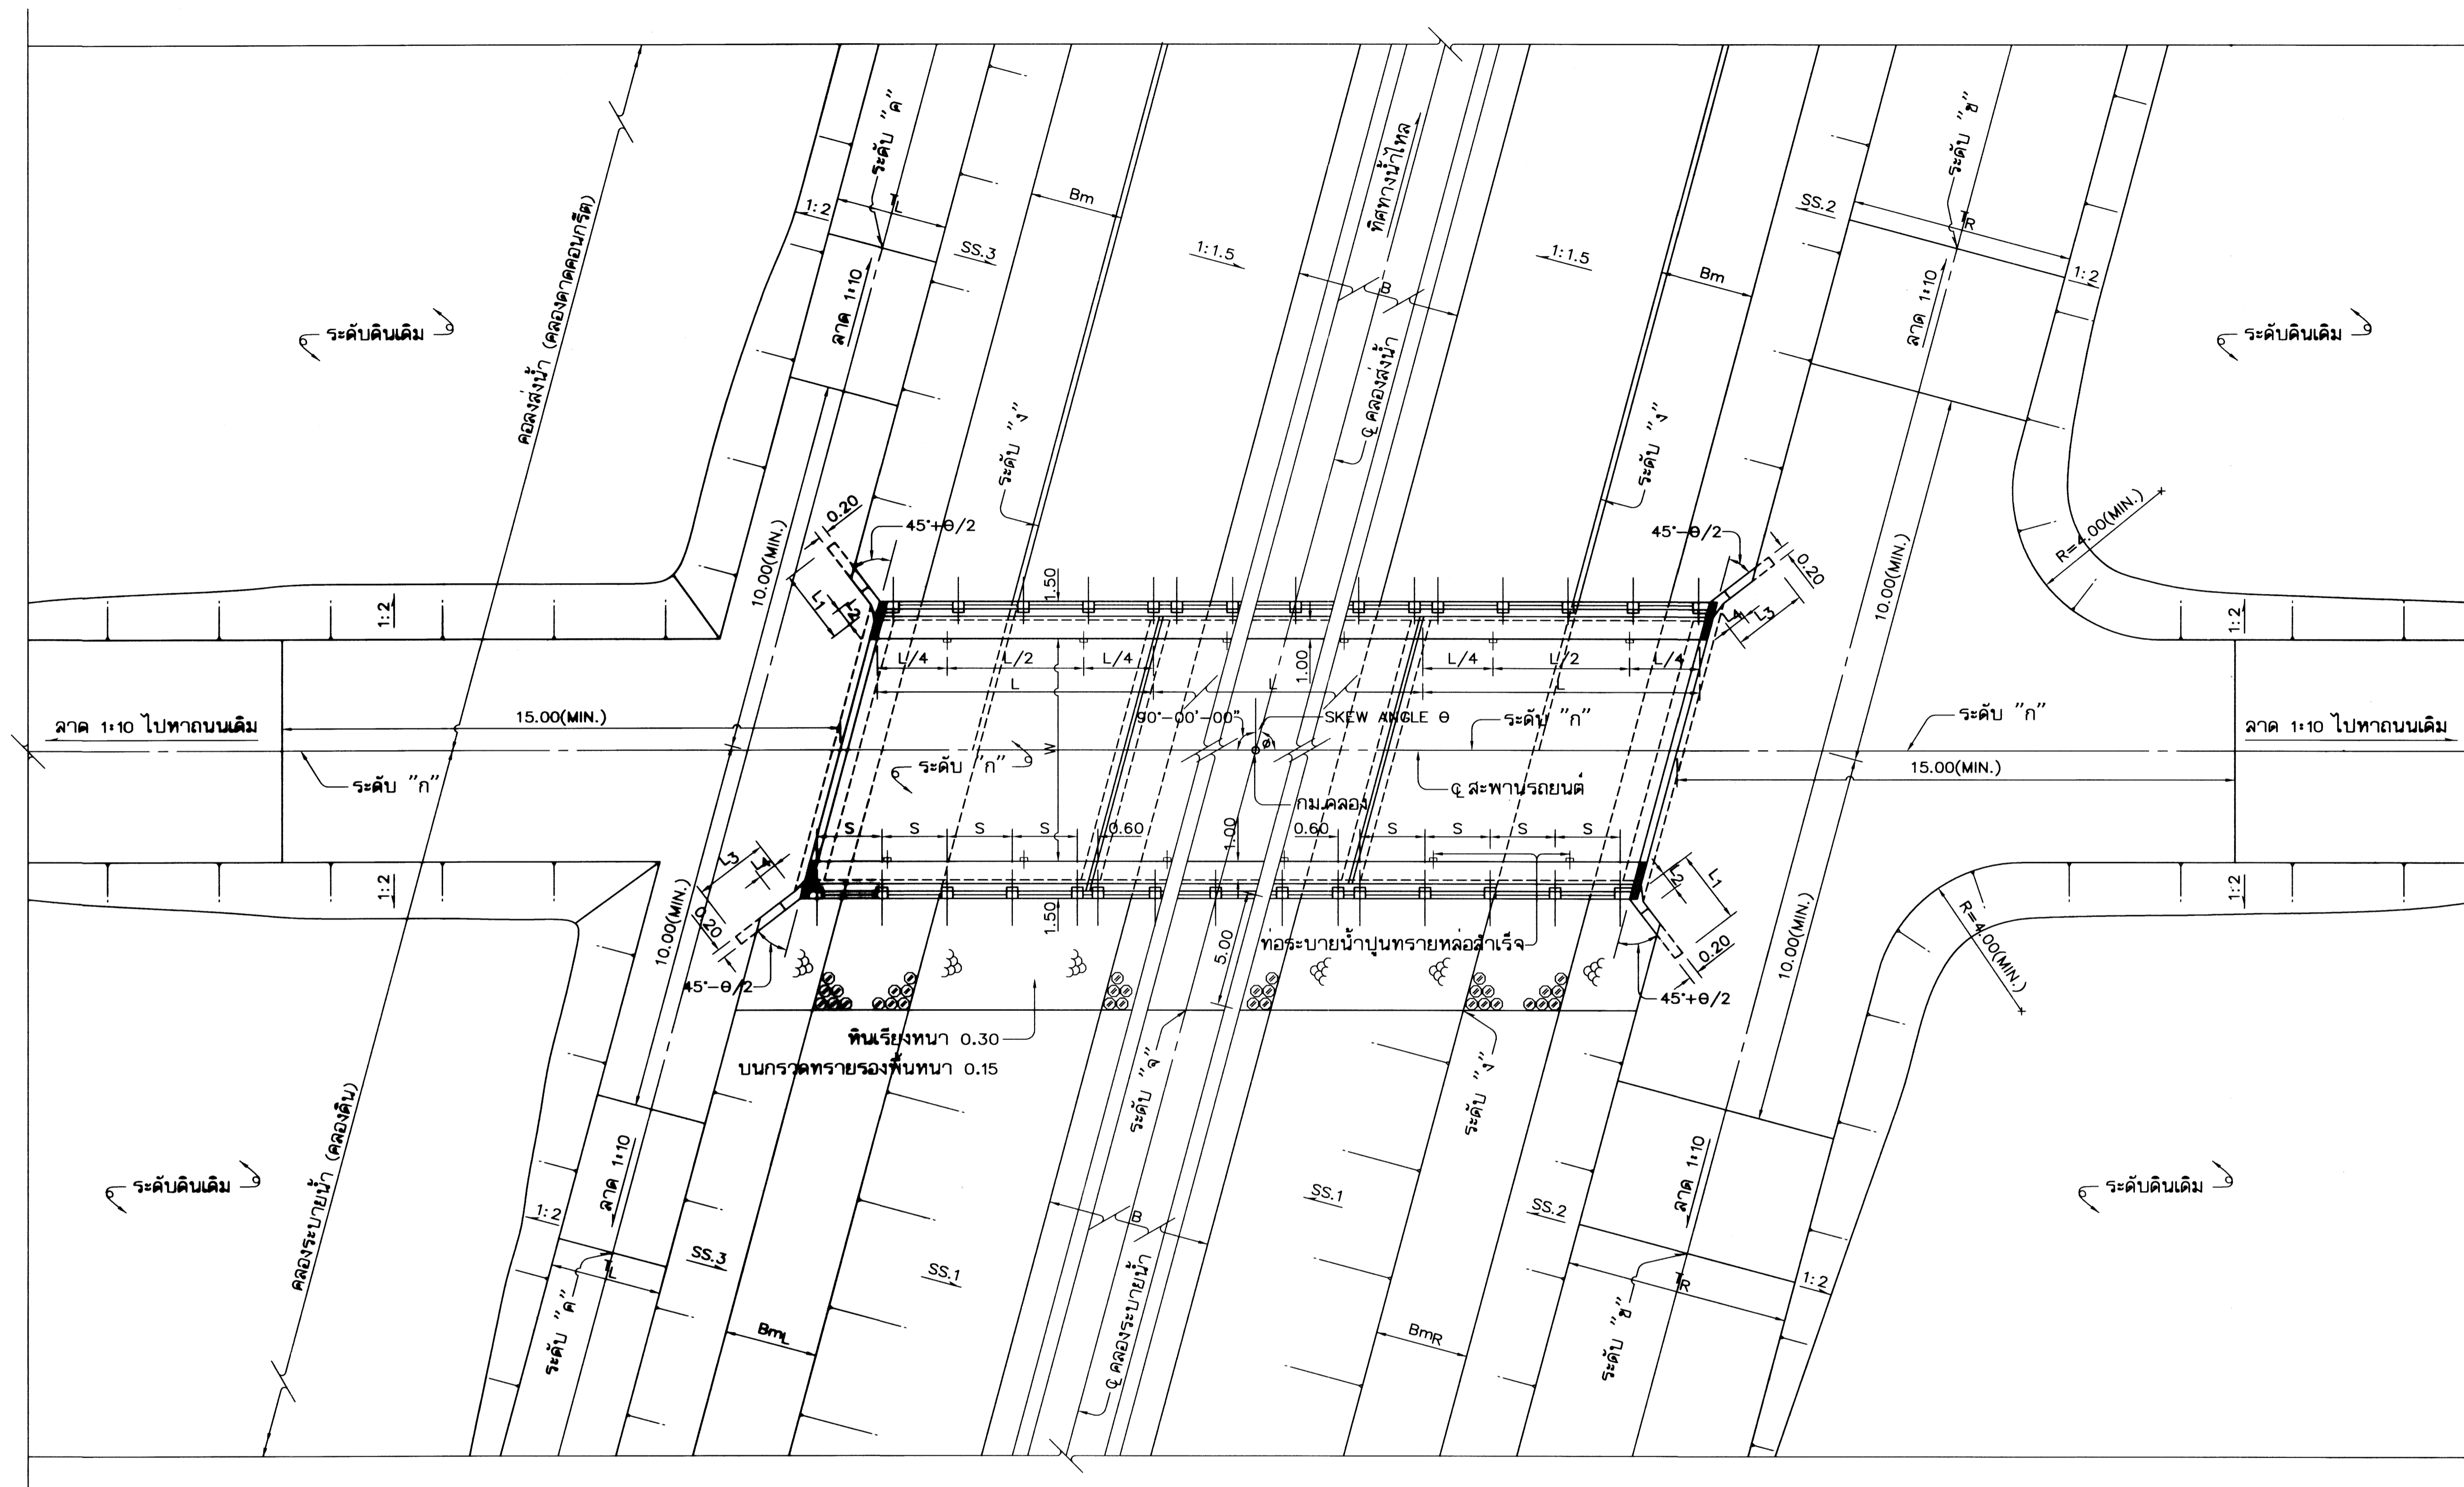 ระดับ "ค"
ระดับ "ข"
ทิศทางน้ำไหล
Bm
1:2
TL
SS.3
1:1.5
1:1.5
SS.2
TR
1:2
Bm
B
คอลงส่งน้ำ (คลองดาดคอนกรีต)
ลาด 1:10
ลาด 1:10
ระดับดินเดิม
ระดับดินเดิม
℄ คลองส่งน้ำ
ระดับ "ง"
ระดับ "ง"
0.20
45°+θ/2
45°-θ/2
0.20
R=4.00(MIN.)
10.00(MIN.)
10.00(MIN.)
L1
L2
L4
L3
1.50
1:2
1:2
L/4
L/2
L/4
1.00
L/4
L/2
L/4
L
L
L
ลาด 1:10 ไปหาถนนเดิม
15.00(MIN.)
90°-00'-00"
SKEW ANGLE θ
ระดับ "ก"
ระดับ "ก"
ลาด 1:10 ไปหาถนนเดิม
W
Ø
ระดับ "ก"
ระดับ "ก"
15.00(MIN.)
℄ สะพานรถยนต์
กม.คลอง
S
S
S
S
0.60
1.00
0.60
S
S
S
S
L3
L4
L2
L1
1:2
1:2
0.20
1.50
5.00
ท่อระบายน้ำปูนทรายหล่อสำเร็จ
0.20
R=4.00(MIN.)
10.00(MIN.)
10.00(MIN.)
45°-θ/2
45°+θ/2
หินเรียงหนา 0.30
บนกรวดทรายรองพื้นหนา 0.15
ระดับ "จ"
ระดับ "ง"
คลองระบายน้ำ (คลองดิน)
ลาด 1:10
ลาด 1:10
ระดับดินเดิม
ระดับดินเดิม
1:2
SS.3
TL
SS.1
B
SS.1
SS.2
TR
1:2
ระดับ "ค"
BmL
℄ คลองระบายน้ำ
BmR
ระดับ "ข"